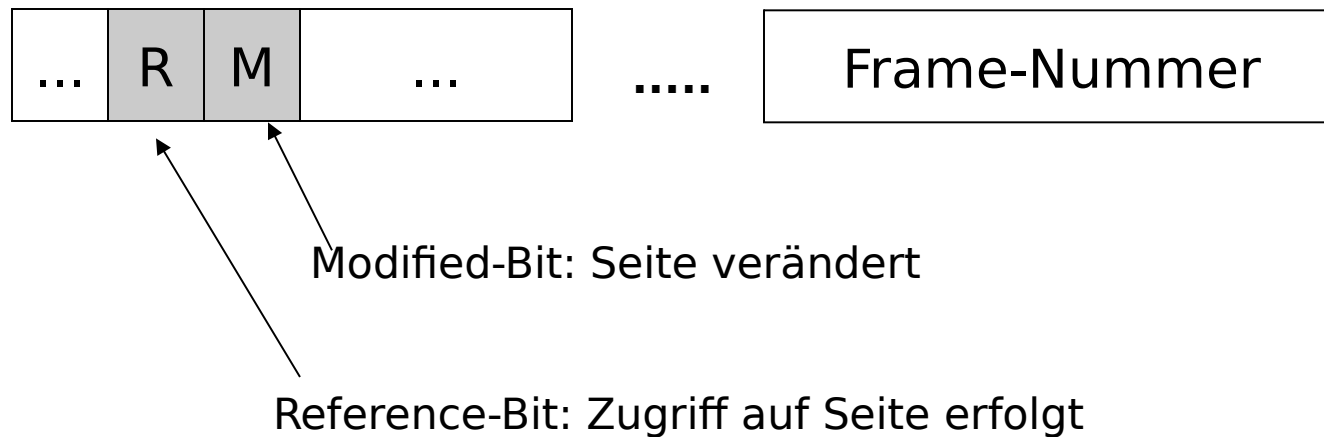 ... R M ... ..... Frame-Nummer
Modified-Bit: Seite verändert
Reference-Bit: Zugriff auf Seite erfolgt